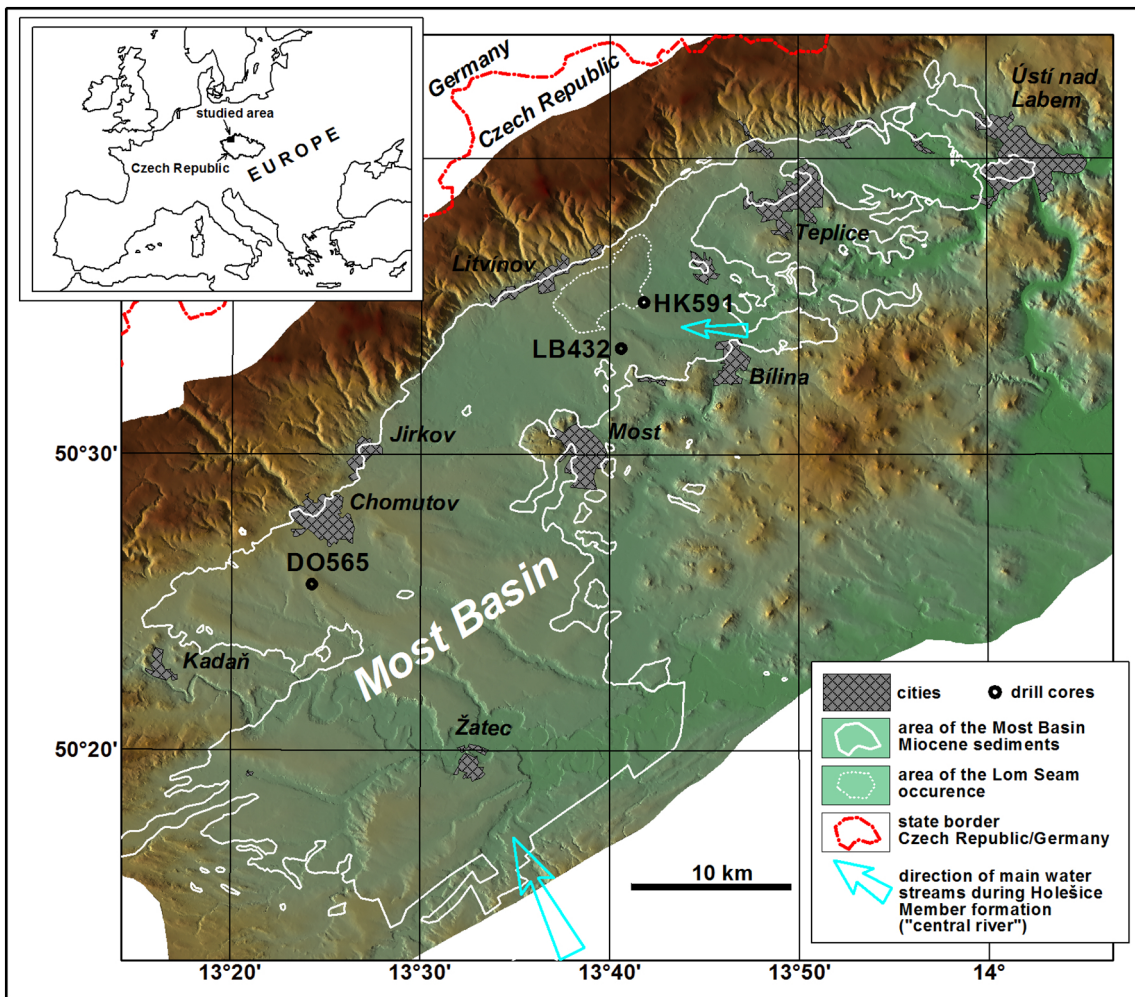 studied area
Czech Republic
EUROPE
Germany
Czech Republic
Ústí nad
Labem
Teplice
Litvínov
HK591
LB432
Bílina
Jirkov
Most
50°30'
Chomutov
DO565
Most Basin
Kadaň
Žatec
50°20'
10 km
cities
drill cores
area of the Most Basin
Miocene sediments
area of the Lom Seam
occurence
state border
Czech Republic/Germany
direction of main water
streams during Holešice
Member formation
("central river")
13°20'
13°30'
13°40'
13°50'
14°